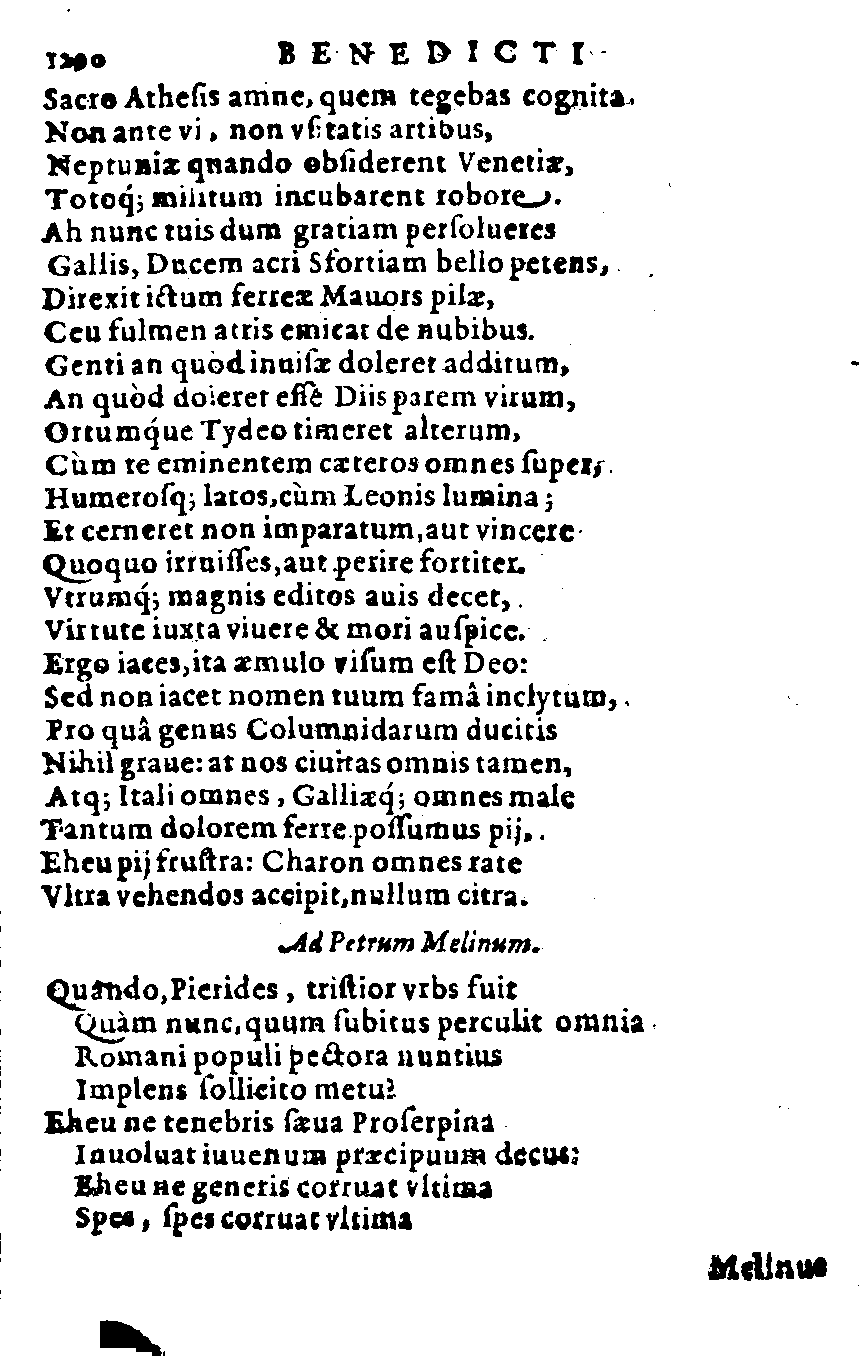 1290 BENEDICTI
Sacro Atheſis amne, quem tegebas cognita.
Non ante vi, non vſitatis artibus,
Neptuniæ quando obſiderent Venetiæ,
Totoq́; militum incubarent robore.
Ah nunc tuis dum gratiam perſolueres
Gallis, Ducem acri Sfortiam bello petens,
Direxit ictum ferreæ Mauors pilæ,
Ceu fulmen atris emicat de nubibus.
Genti an quòd inuiſæ doleret additum,
An quòd doleret eſſe Diis parem virum,
Ortumq́ue Tydeo timeret alterum,
Cùm te eminentem cæteros omnes ſuper,
Humeroſq; latos, cùm Leonis lumina;
Et cerneret non imparatum, aut vincere
Quoquo irruiſſes, aut perire fortiter.
Vtrumq́; magnis editos auis decet,
Virtute iuxta viuere & mori auſpice.
Ergo iaces, ita æmulo viſum eſt Deo:
Sed non iacet nomen tuum famâ inclytum,
Pro quâ genus Columnidarum ducitis
Nihil graue: at nos ciuitas omnis tamen,
Atq; Itali omnes, Galliæq́; omnes male
Tantum dolorem ferre poſſumus pij,
Eheu pij fruſtra: Charon omnes rate
Vltra vehendos accipit, nullum citra.
Ad Petrum Melinum.
Quando, Pierides, triſtior vrbs fuit
Quàm nunc, quum ſubitus perculit omnia
Romani populi pectora nuntius
Implens ſollicito metu?
Eheu ne tenebris ſæua Proſerpina
Inuoluat iuuenum præcipuum decus:
Eheu ne generis corruat vltima
Spes, ſpes corruat vltima
Melinus